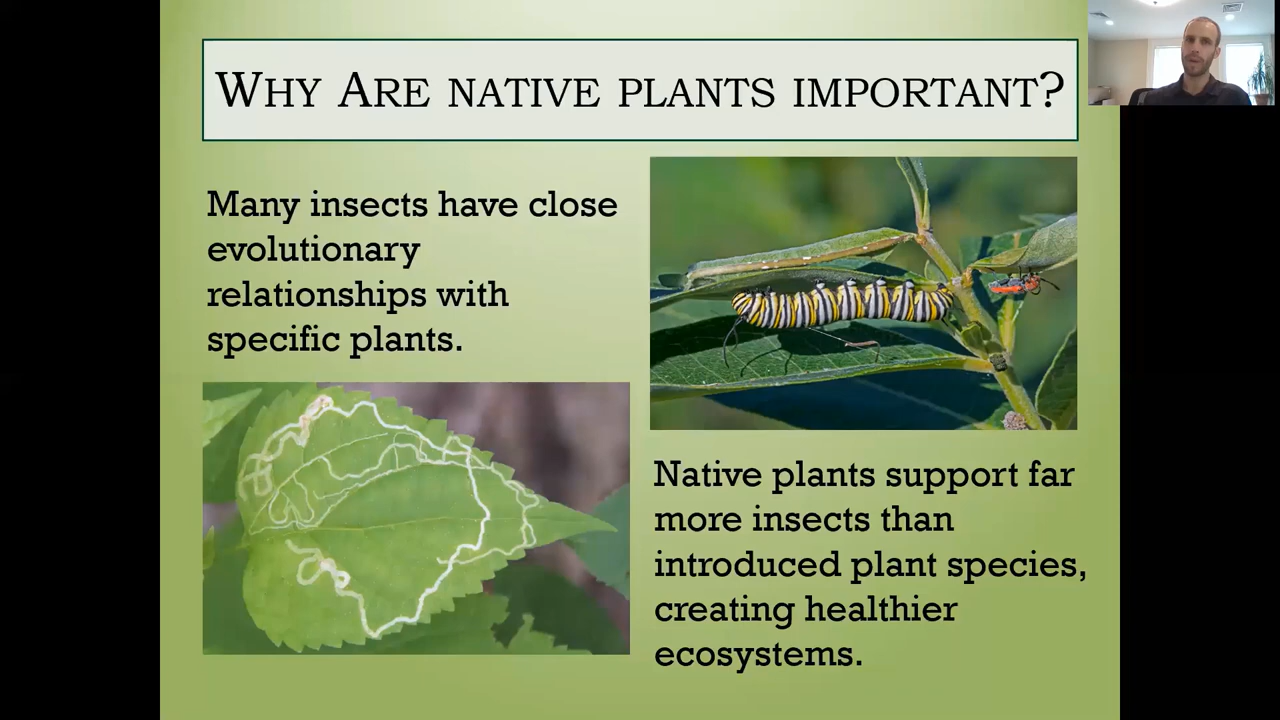 WHY ARE NATIVE PLANTS IMPORTANT?
Many insects have close
evolutionary
relationships with
specific plants.
Native plants support far
more insects than
introduced plant species,
creating healthier
ecosystems.